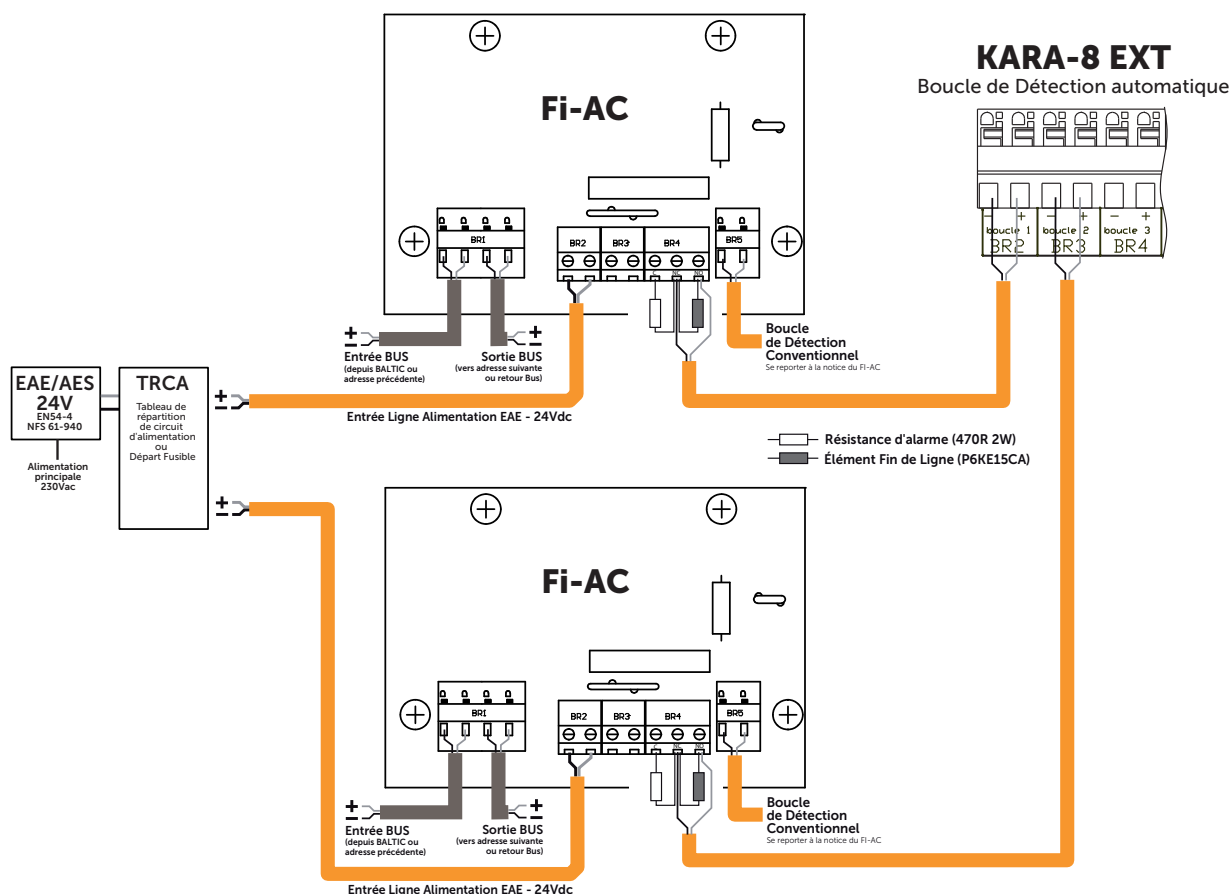 KARA-8 EXT
Boucle de Détection automatique
- + - + - +
boucle 1 boucle 2 boucle 3
BR2 BR3 BR4
Fi-AC
BR1
BR2 BR3 BR4 BR5
C NC NO
+
-
Entrée BUS
(depuis BALTIC ou
adresse précédente)
+
-
Sortie BUS
(vers adresse suivante
ou retour Bus)
Boucle
de Détection
Conventionnel
Se reporter à la notice du FI-AC
EAE/AES
24V
EN54-4
NFS 61-940
Alimentation
principale
230Vac
TRCA
Tableau de
répartition
de circuit
d'alimentation
ou
Départ Fusible
+
-
Entrée Ligne Alimentation EAE - 24Vdc
Résistance d'alarme (470R 2W)
Élément Fin de Ligne (P6KE15CA)
+
-
Fi-AC
BR1
BR2 BR3 BR4 BR5
C NC NO
+
-
Entrée BUS
(depuis BALTIC ou
adresse précédente)
+
-
Sortie BUS
(vers adresse suivante
ou retour Bus)
Boucle
de Détection
Conventionnel
Se reporter à la notice du FI-AC
Entrée Ligne Alimentation EAE - 24Vdc